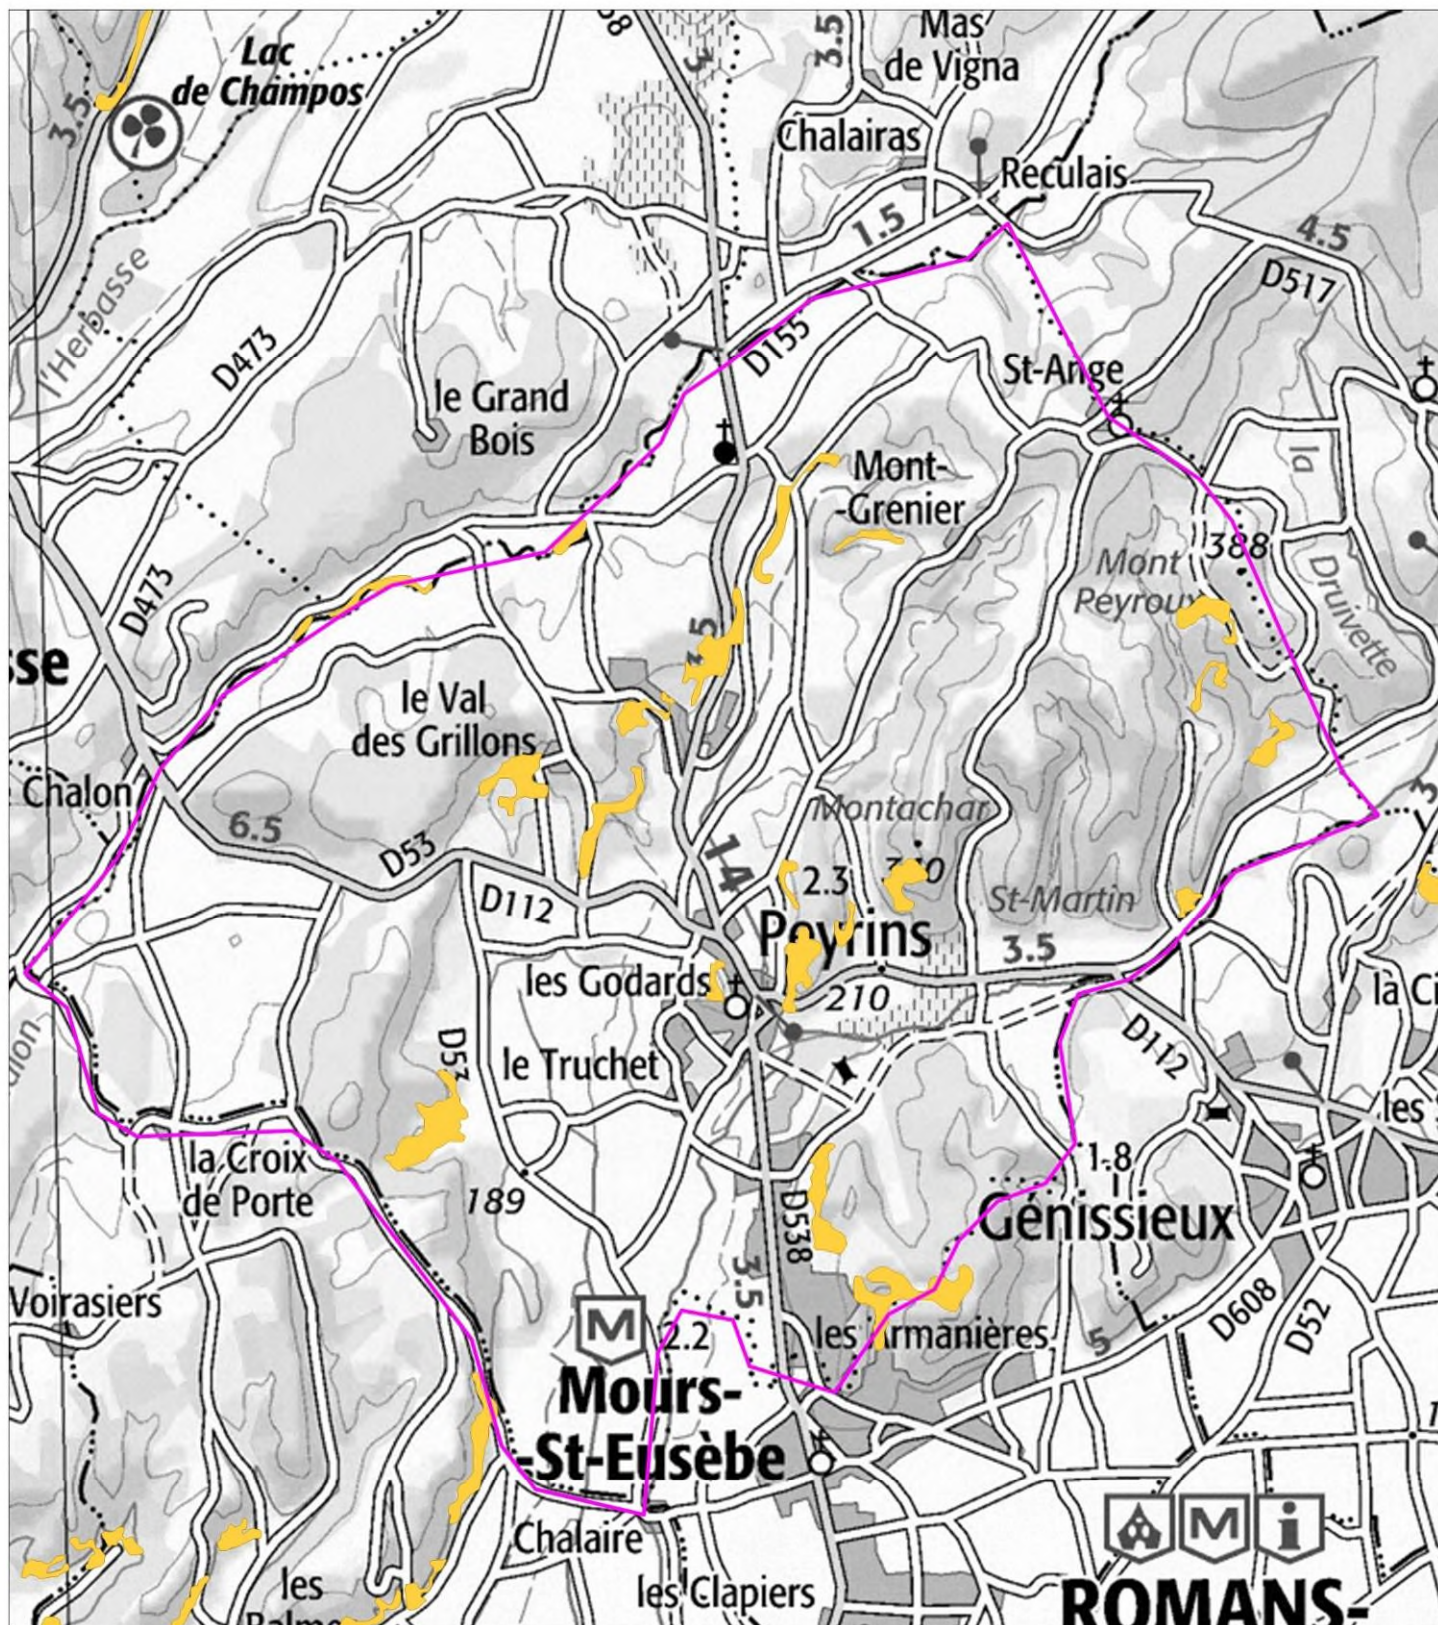 Lac
de Champos
3.5
3.5
Mas
de Vigna
Chalairas
Reculais
1.5
4.5
D517
l'Herbasse
D473
D155
St-Ange
le Grand
Bois
Mont-
-Grenier
la
Druivette
388
Mont
Peyroux
D473
sse
le Val
des Grillons
Chalon
6.5
D53
D112
14
Montachar
2.3
St-Martin
Peyrins
3.5
les Godards
210
la Ci
D112
D53
le Truchet
les
la Croix
de Porte
189
D538
1.8
Génissieux
3.5
Voirasiers
M
2.2
les Armanières
5
D608
D52
Mours-
-St-Eusèbe
Chalaire
M
i
les
Balme
les Clapiers
ROMANS-